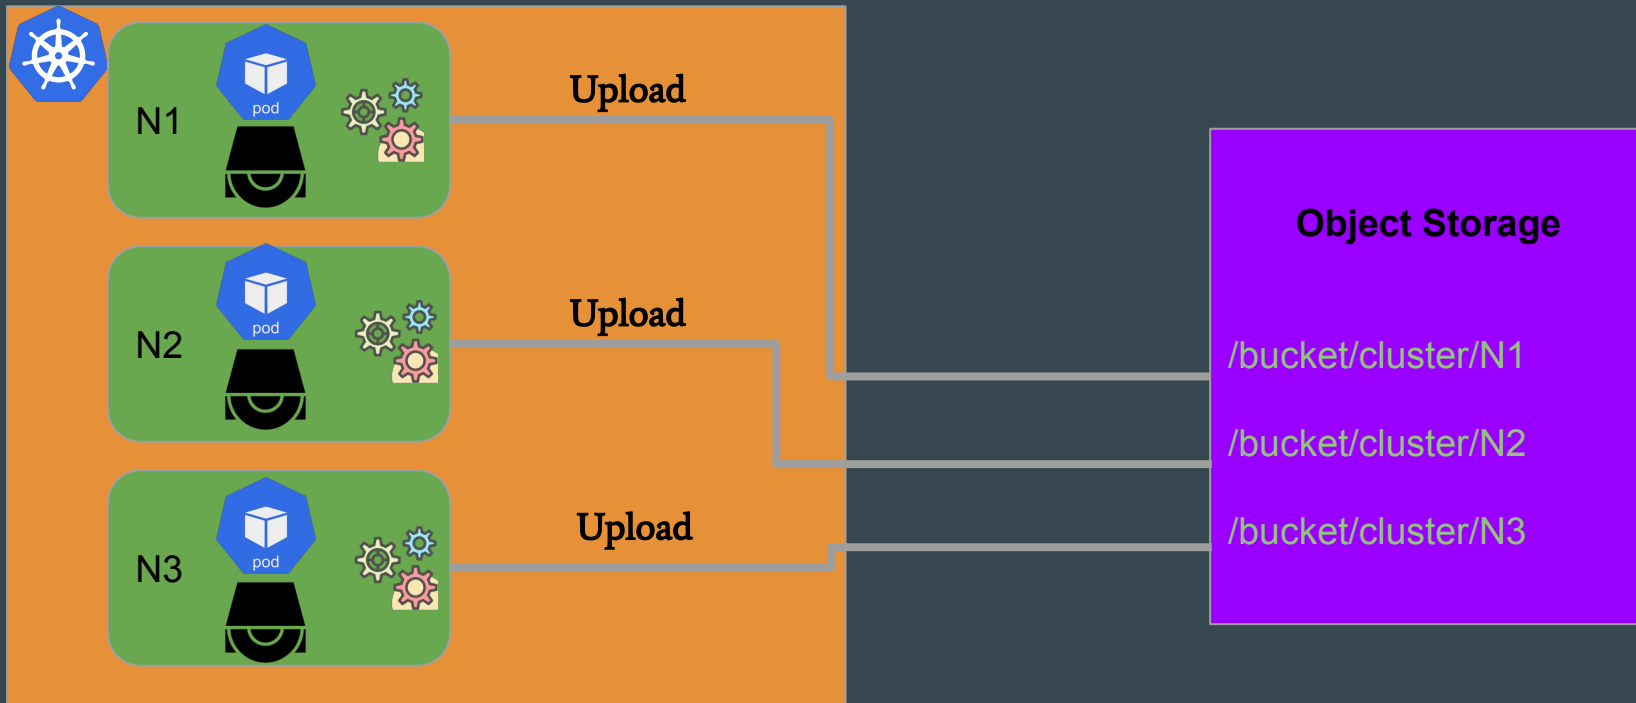 pod
N1
Upload
pod
N2
Upload
pod
N3
Upload
Object Storage
/bucket/cluster/N1
/bucket/cluster/N2
/bucket/cluster/N3